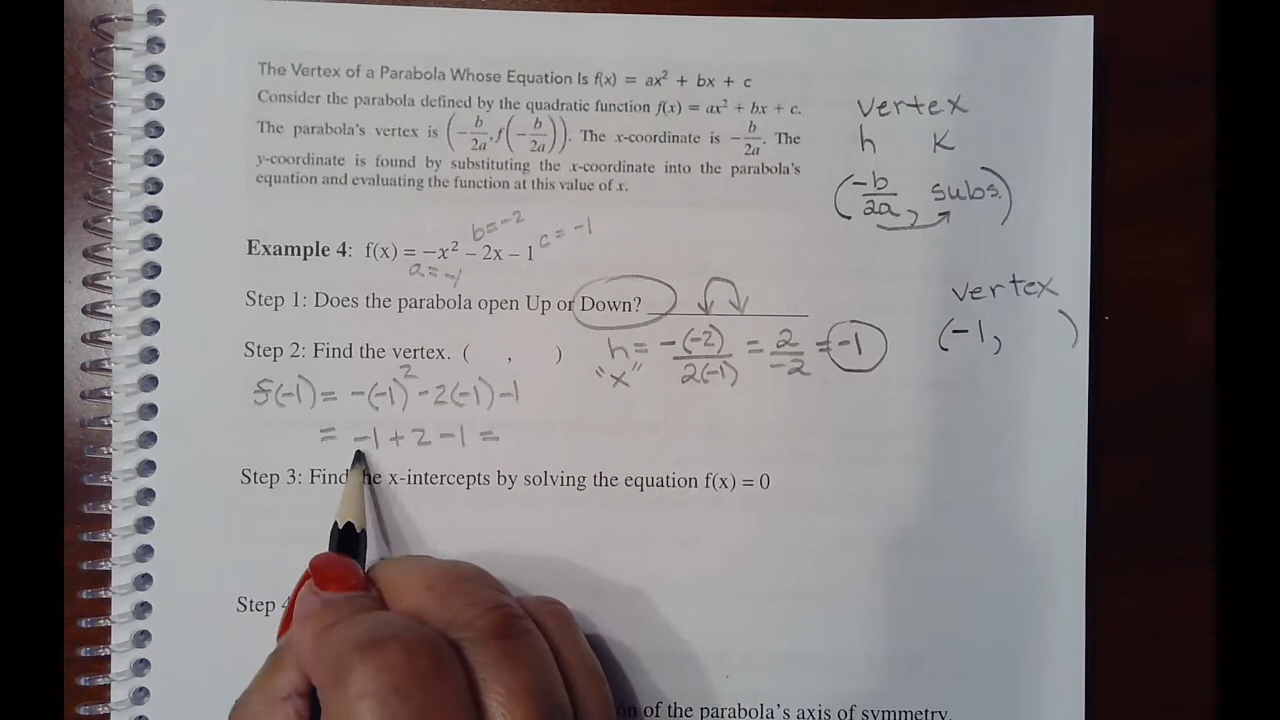 The Vertex of a Parabola Whose Equation Is f(x) = ax² + bx + c
Consider the parabola defined by the quadratic function f(x) = ax² + bx + c.
The parabola's vertex is (−b/2a, f(−b/2a)). The x-coordinate is −b/2a. The
y-coordinate is found by substituting the x-coordinate into the parabola's
equation and evaluating the function at this value of x.
vertex
h K
(-b/2a, subs.)
b=-2
c=-1
Example 4: f(x) = −x² − 2x − 1
a=-1
Step 1: Does the parabola open Up or Down?
vertex
(-1, )
Step 2: Find the vertex. ( , )
h= -(-2)/2(-1) = 2/-2 = -1
"x"
f(-1)= -(-1)²-2(-1)-1
= -1+2-1=
Step 3: Find the x-intercepts by solving the equation f(x) = 0
Step 4
of the parabola's axis of symmetry.